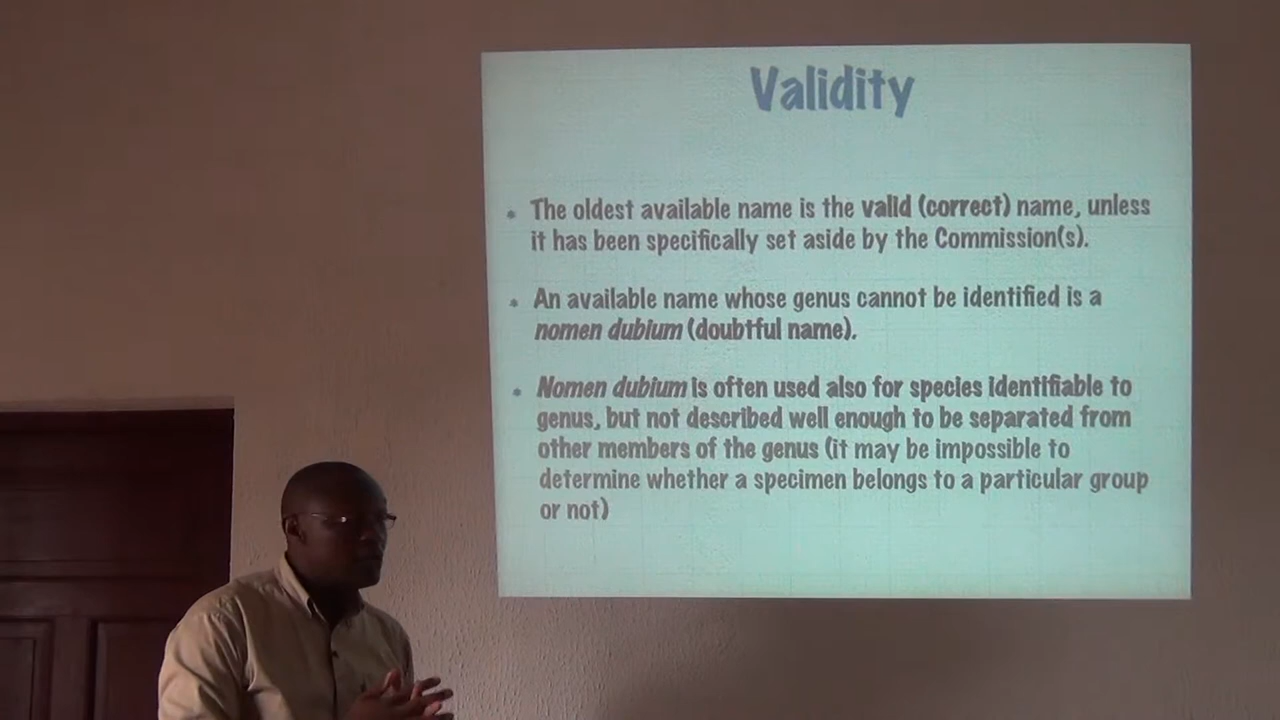 Validity
* The oldest available name is the valid (correct) name, unless
it has been specifically set aside by the Commission(s).
* An available name whose genus cannot be identified is a
nomen dubium (doubtful name).
* Nomen dubium is often used also for species identifiable to
genus, but not described well enough to be separated from
other members of the genus (it may be impossible to
determine whether a specimen belongs to a particular group
or not)